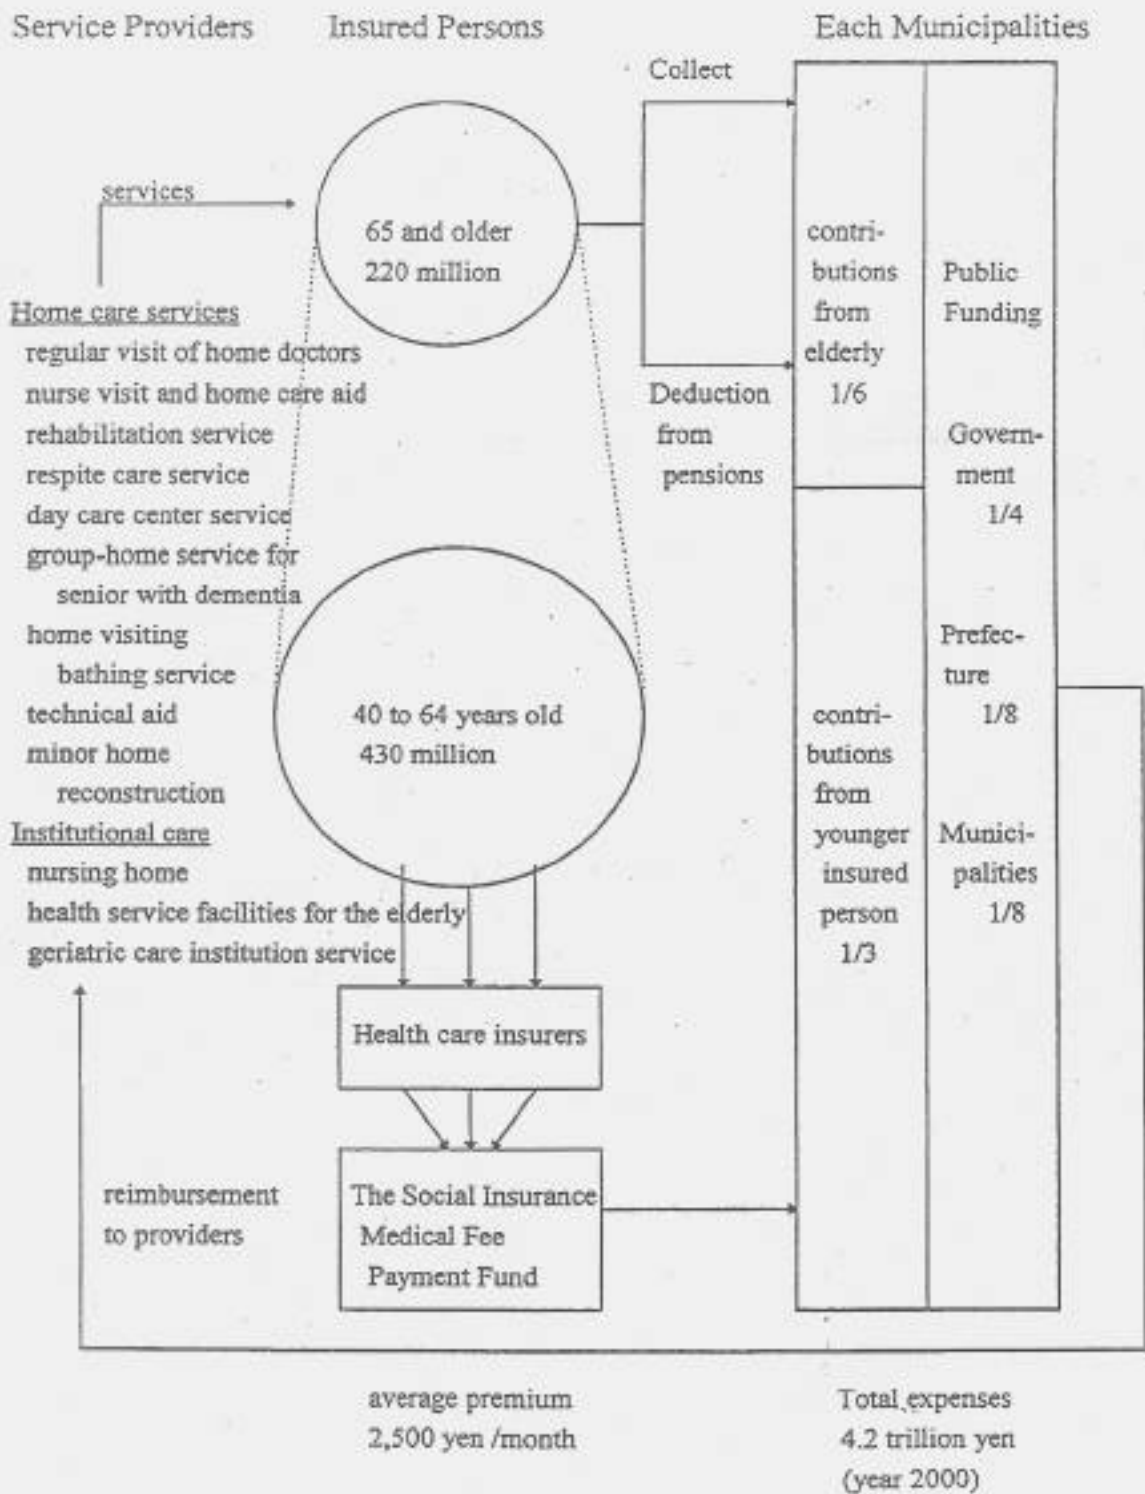 Service Providers
Insured Persons
Each Municipalities
Collect
services
65 and older
220 million
contri-
butions
from
elderly
1/6
Public
Funding
Home care services
regular visit of home doctors
nurse visit and home care aid
rehabilitation service
respite care service
day care center service
group-home service for
senior with dementia
home visiting
bathing service
technical aid
minor home
reconstruction
Institutional care
nursing home
health service facilities for the elderly
geriatric care institution service
Deduction
from
pensions
Govern-
ment
1/4
40 to 64 years old
430 million
Prefec-
ture
1/8
contri-
butions
from
younger
insured
person
1/3
Munici-
palities
1/8
Health care insurers
reimbursement
to providers
The Social Insurance
Medical Fee
Payment Fund
average premium
2,500 yen /month
Total expenses
4.2 trillion yen
(year 2000)